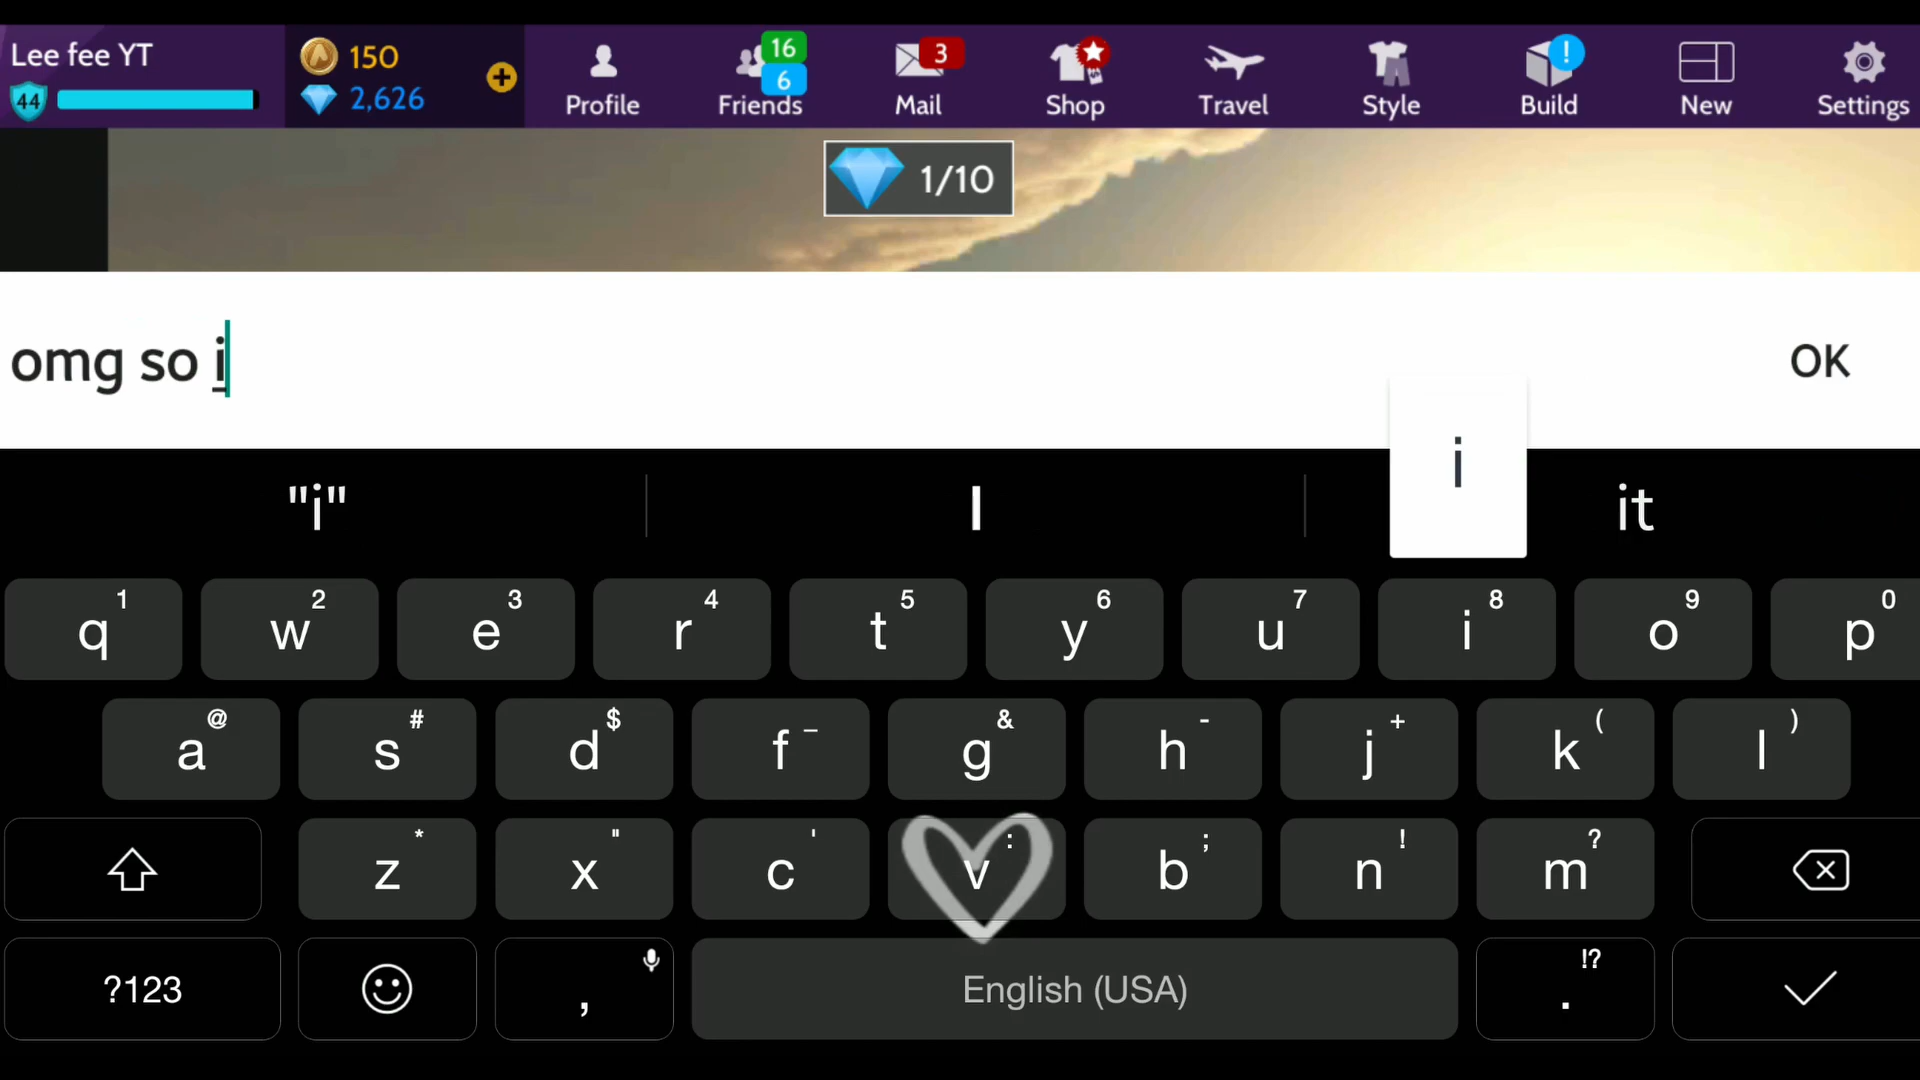 Lee fee YT
44
150
2,626
Profile
16
6
Friends
3
Mail
Shop
Travel
Style
!
Build
New
Settings
1/10
omg so i
OK
i
"i" I it
q 1 w 2 e 3 r 4 t 5 y 6 u 7 i 8 o 9 p 0
a @ s # d $ f _ g & h - j + k ( l )
z * x " c ' v : b ; n ! m ?
?123 , English (USA) . !?